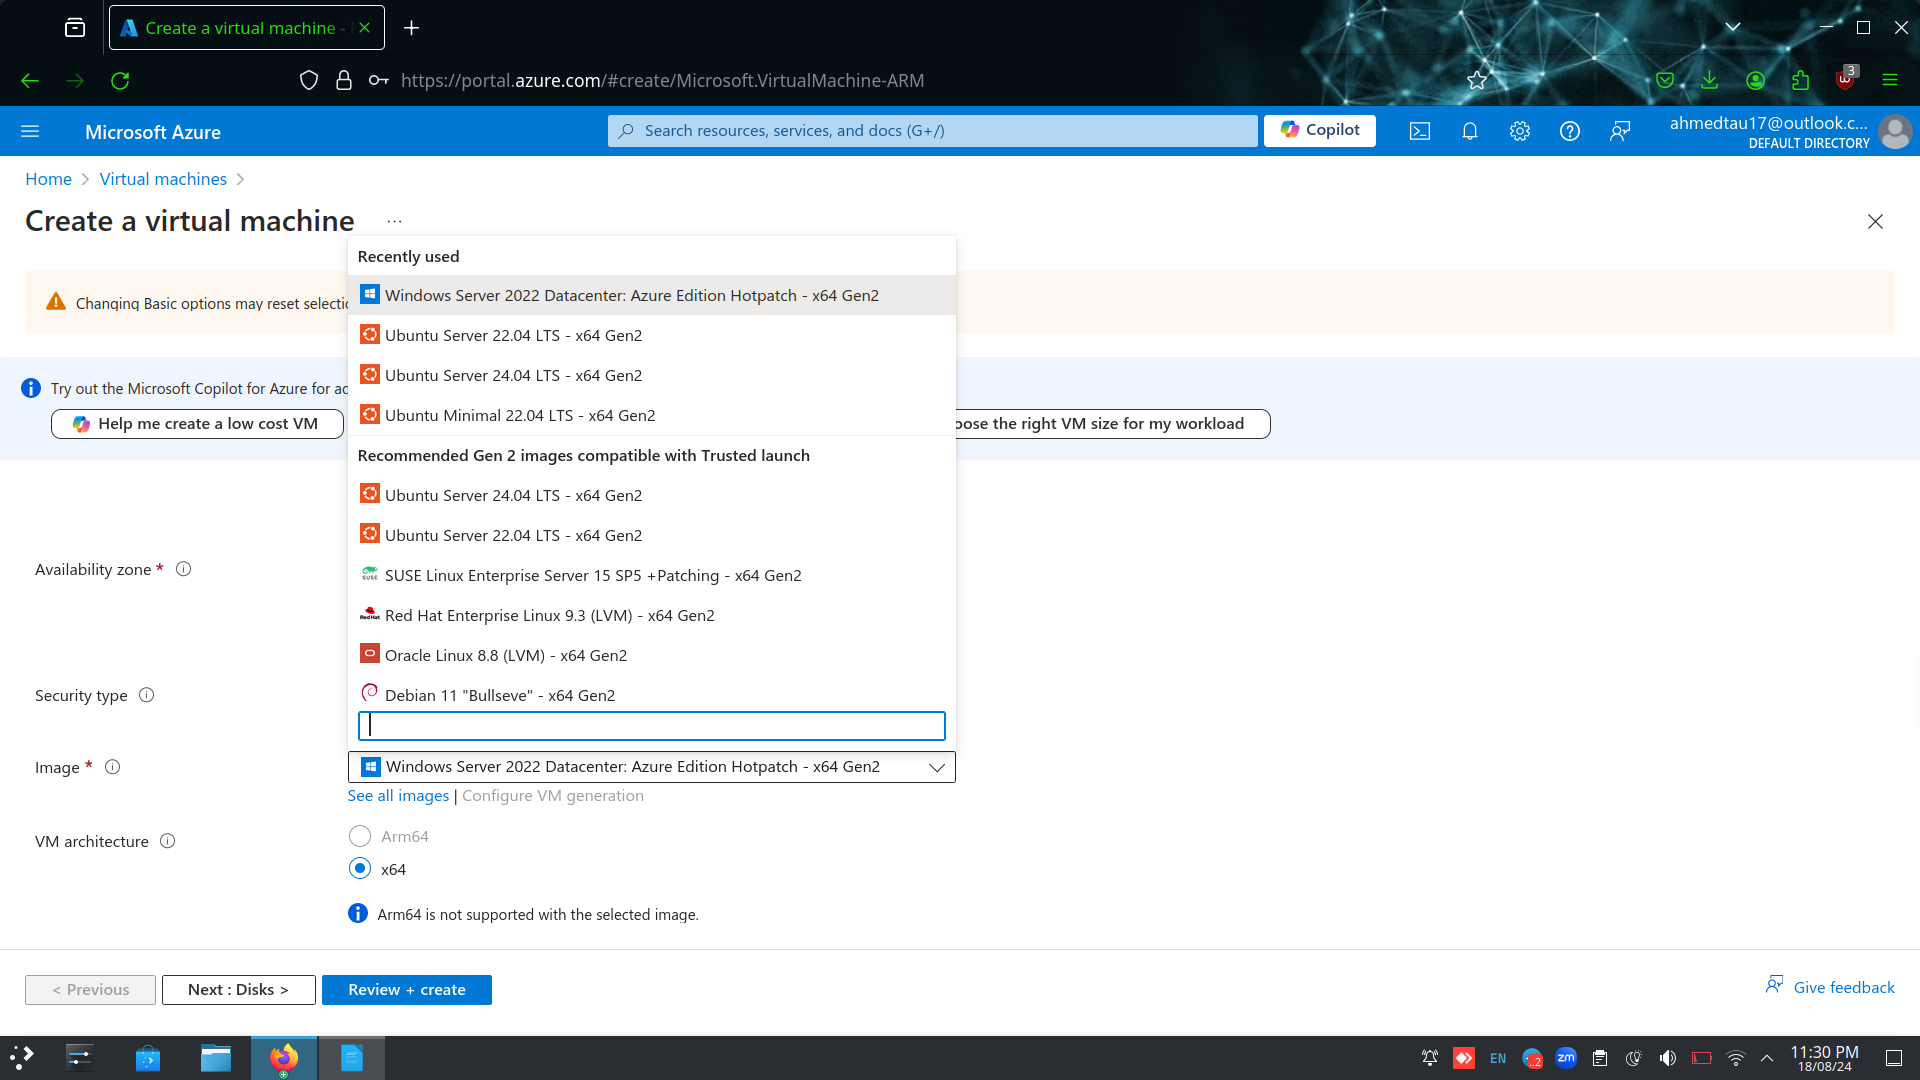 Create a virtual machine -
https://portal.azure.com/#create/Microsoft.VirtualMachine-ARM
3
Microsoft Azure
Search resources, services, and docs (G+/)
Copilot
ahmedtau17@outlook.c...
DEFAULT DIRECTORY
Home
Virtual machines
Create a virtual machine
...
Changing Basic options may reset selectic
Try out the Microsoft Copilot for Azure for ac
Help me create a low cost VM
oose the right VM size for my workload
Recently used
Windows Server 2022 Datacenter: Azure Edition Hotpatch - x64 Gen2
Ubuntu Server 22.04 LTS - x64 Gen2
Ubuntu Server 24.04 LTS - x64 Gen2
Ubuntu Minimal 22.04 LTS - x64 Gen2
Recommended Gen 2 images compatible with Trusted launch
Ubuntu Server 24.04 LTS - x64 Gen2
Ubuntu Server 22.04 LTS - x64 Gen2
SUSE Linux Enterprise Server 15 SP5 +Patching - x64 Gen2
Red Hat Enterprise Linux 9.3 (LVM) - x64 Gen2
Oracle Linux 8.8 (LVM) - x64 Gen2
Debian 11 "Bullseye" - x64 Gen2
Availability zone *
Security type
Image *
Windows Server 2022 Datacenter: Azure Edition Hotpatch - x64 Gen2
See all images | Configure VM generation
VM architecture
Arm64
x64
Arm64 is not supported with the selected image.
< Previous
Next : Disks >
Review + create
Give feedback
EN
..2
zm
11:30 PM
18/08/24